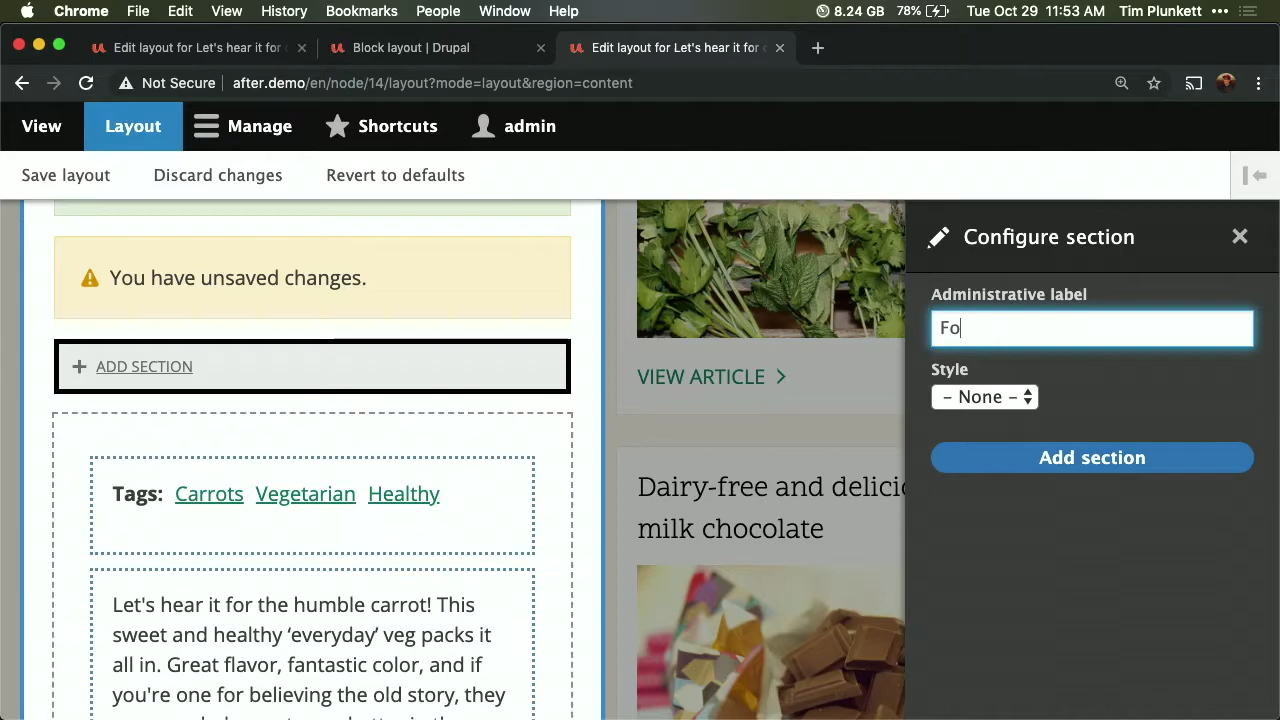 Chrome File Edit View History Bookmarks People Window Help 8.24 GB 78% Tue Oct 29 11:53 AM Tim Plunkett
Edit layout for Let's hear it for Block layout | Drupal Edit layout for Let's hear it for
Not Secure after.demo/en/node/14/layout?mode=layout&region=content
View Layout Manage Shortcuts admin
Save layout Discard changes Revert to defaults
Configure section
Administrative label
Fo
Style
– None –
Add section
You have unsaved changes.
ADD SECTION
Tags: Carrots Vegetarian Healthy
Let's hear it for the humble carrot! This
sweet and healthy ‘everyday’ veg packs it
all in. Great flavor, fantastic color, and if
you're one for believing the old story, they
VIEW ARTICLE
Dairy-free and delicio
milk chocolate